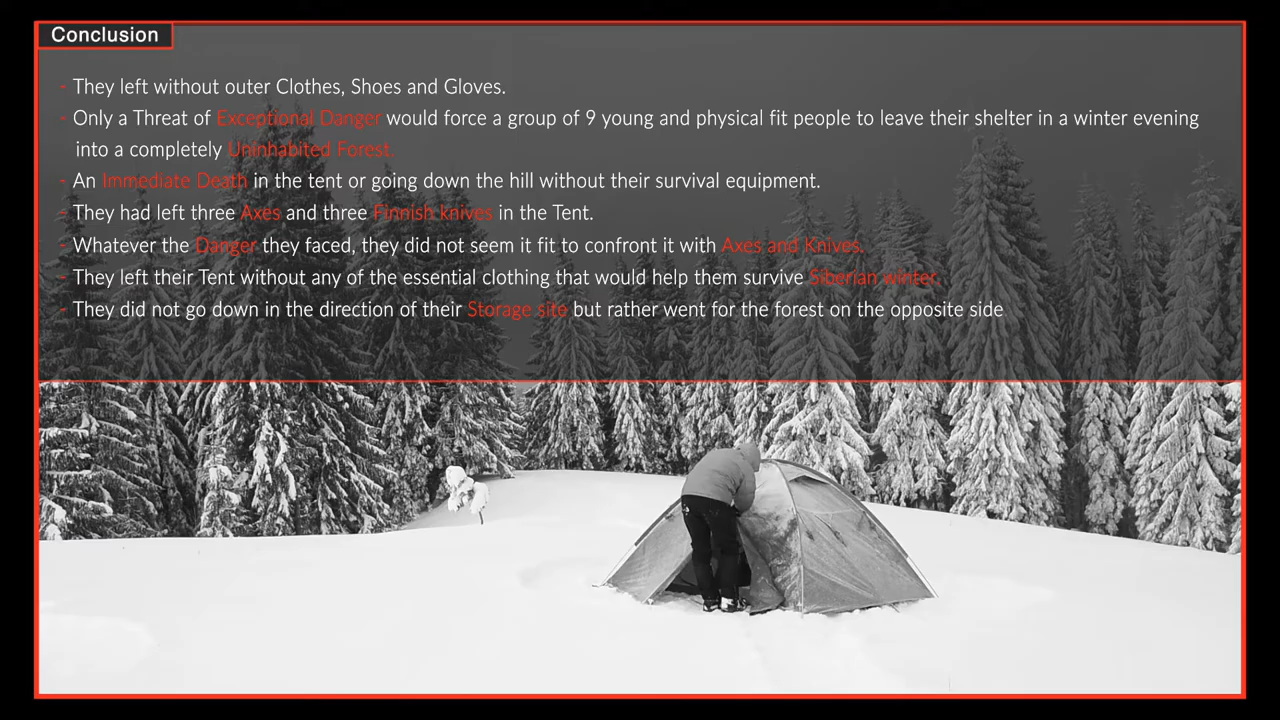 Conclusion
- They left without outer Clothes, Shoes and Gloves.
- Only a Threat of Exceptional Danger would force a group of 9 young and physical fit people to leave their shelter in a winter evening
into a completely Uninhabited Forest.
- An Immediate Death in the tent or going down the hill without their survival equipment.
- They had left three Axes and three Finnish knives in the Tent.
- Whatever the Danger they faced, they did not seem it fit to confront it with Axes and Knives.
- They left their Tent without any of the essential clothing that would help them survive Siberian winter.
- They did not go down in the direction of their Storage site but rather went for the forest on the opposite side